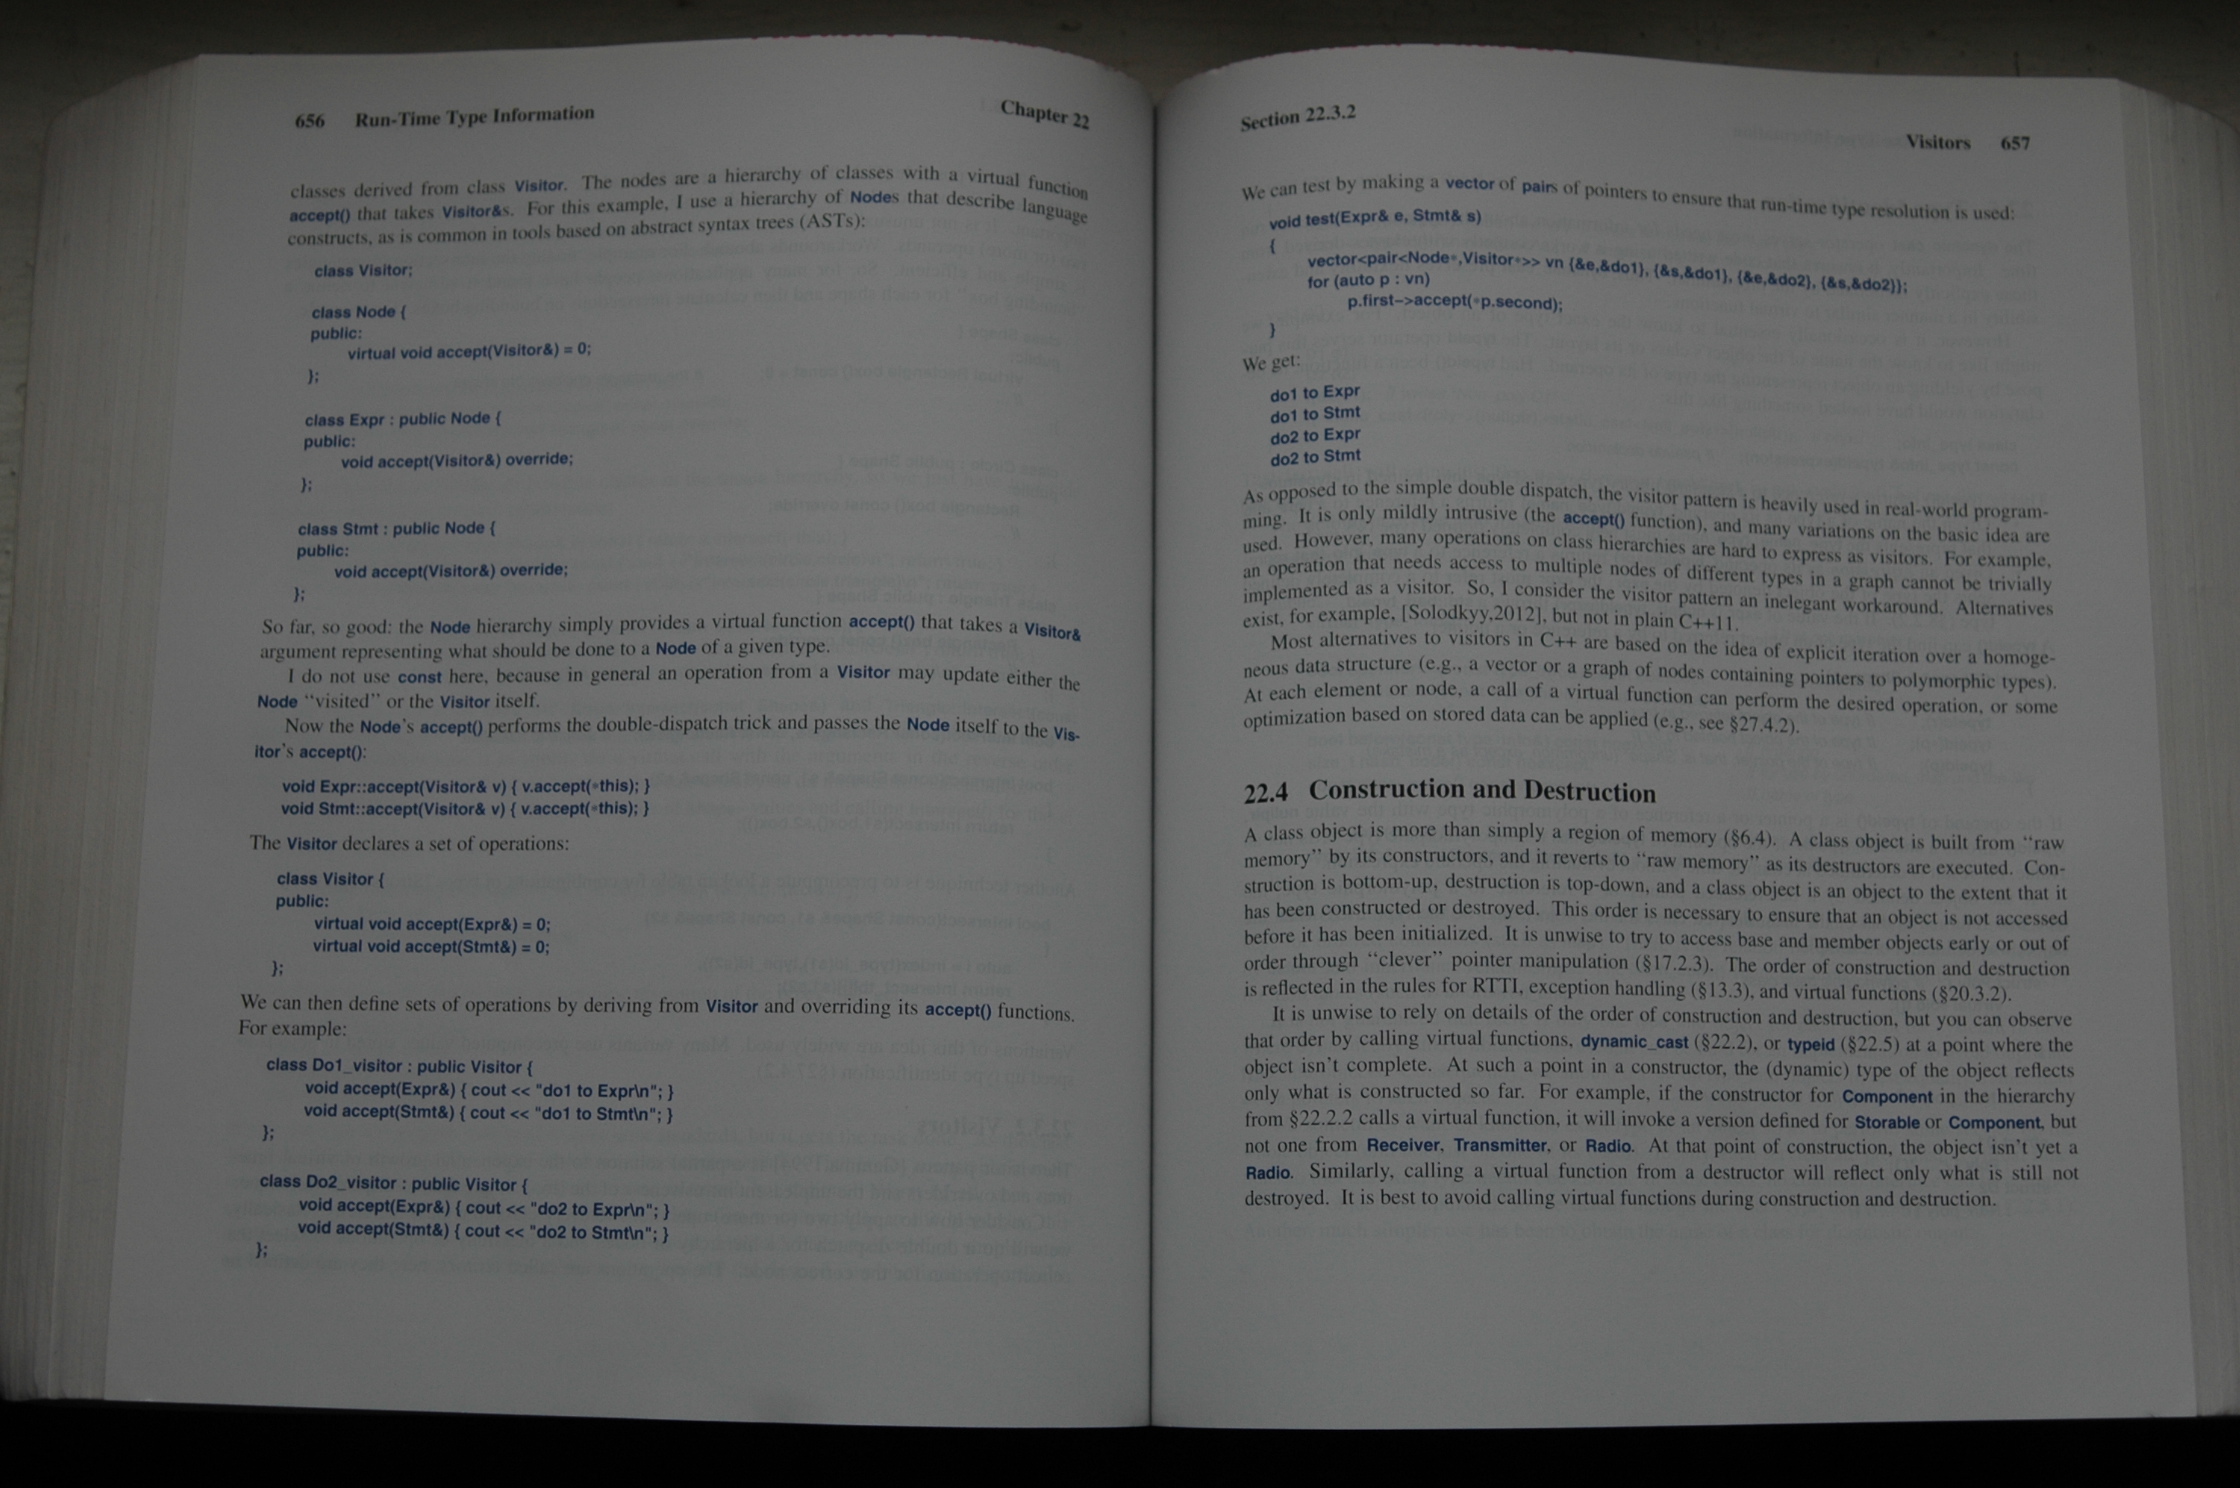 656 Run-Time Type Information Chapter 22
classes derived from class Visitor. The nodes are a hierarchy of classes with a virtual function
accept() that takes Visitor&s. For this example, I use a hierarchy of Nodes that describe language
constructs, as is common in tools based on abstract syntax trees (ASTs):
class Visitor;
class Node {
public:
virtual void accept(Visitor&) = 0;
};
class Expr : public Node {
public:
void accept(Visitor&) override;
};
class Stmt : public Node {
public:
void accept(Visitor&) override;
};
So far, so good: the Node hierarchy simply provides a virtual function accept() that takes a Visitor&
argument representing what should be done to a Node of a given type.
I do not use const here, because in general an operation from a Visitor may update either the
Node “visited” or the Visitor itself.
Now the Node’s accept() performs the double-dispatch trick and passes the Node itself to the Vis-
itor’s accept():
void Expr::accept(Visitor& v) { v.accept(*this); }
void Stmt::accept(Visitor& v) { v.accept(*this); }
The Visitor declares a set of operations:
class Visitor {
public:
virtual void accept(Expr&) = 0;
virtual void accept(Stmt&) = 0;
};
We can then define sets of operations by deriving from Visitor and overriding its accept() functions.
For example:
class Do1_visitor : public Visitor {
void accept(Expr&) { cout << "do1 to Expr\n"; }
void accept(Stmt&) { cout << "do1 to Stmt\n"; }
};
class Do2_visitor : public Visitor {
void accept(Expr&) { cout << "do2 to Expr\n"; }
void accept(Stmt&) { cout << "do2 to Stmt\n"; }
};
Section 22.3.2 Visitors 657
We can test by making a vector of pairs of pointers to ensure that run-time type resolution is used:
void test(Expr& e, Stmt& s)
{
vector<pair<Node*,Visitor*>> vn {&e,&do1}, {&s,&do1}, {&e,&do2}, {&s,&do2}};
for (auto p : vn)
p.first->accept(*p.second);
}
We get:
do1 to Expr
do1 to Stmt
do2 to Expr
do2 to Stmt
As opposed to the simple double dispatch, the visitor pattern is heavily used in real-world program-
ming. It is only mildly intrusive (the accept() function), and many variations on the basic idea are
used. However, many operations on class hierarchies are hard to express as visitors. For example,
an operation that needs access to multiple nodes of different types in a graph cannot be trivially
implemented as a visitor. So, I consider the visitor pattern an inelegant workaround. Alternatives
exist, for example, [Solodkyy,2012], but not in plain C++11.
Most alternatives to visitors in C++ are based on the idea of explicit iteration over a homoge-
neous data structure (e.g., a vector or a graph of nodes containing pointers to polymorphic types).
At each element or node, a call of a virtual function can perform the desired operation, or some
optimization based on stored data can be applied (e.g., see §27.4.2).
22.4 Construction and Destruction
A class object is more than simply a region of memory (§6.4). A class object is built from “raw
memory” by its constructors, and it reverts to “raw memory” as its destructors are executed. Con-
struction is bottom-up, destruction is top-down, and a class object is an object to the extent that it
has been constructed or destroyed. This order is necessary to ensure that an object is not accessed
before it has been initialized. It is unwise to try to access base and member objects early or out of
order through “clever” pointer manipulation (§17.2.3). The order of construction and destruction
is reflected in the rules for RTTI, exception handling (§13.3), and virtual functions (§20.3.2).
It is unwise to rely on details of the order of construction and destruction, but you can observe
that order by calling virtual functions, dynamic_cast (§22.2), or typeid (§22.5) at a point where the
object isn’t complete. At such a point in a constructor, the (dynamic) type of the object reflects
only what is constructed so far. For example, if the constructor for Component in the hierarchy
from §22.2.2 calls a virtual function, it will invoke a version defined for Storable or Component, but
not one from Receiver, Transmitter, or Radio. At that point of construction, the object isn’t yet a
Radio. Similarly, calling a virtual function from a destructor will reflect only what is still not
destroyed. It is best to avoid calling virtual functions during construction and destruction.